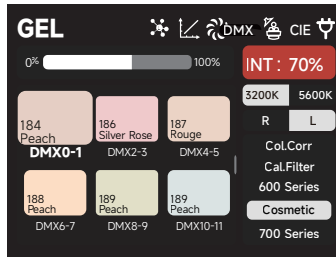 GEL DMX CIE
0% 100% INT: 70%
3200K 5600K
R L
184
Peach
DMX0-1
186
Silver Rose
DMX2-3
187
Rouge
DMX4-5
188
Peach
DMX6-7
189
Peach
DMX8-9
189
Peach
DMX10-11
Col.Corr
Cal.Filter
600 Series
Cosmetic
700 Series